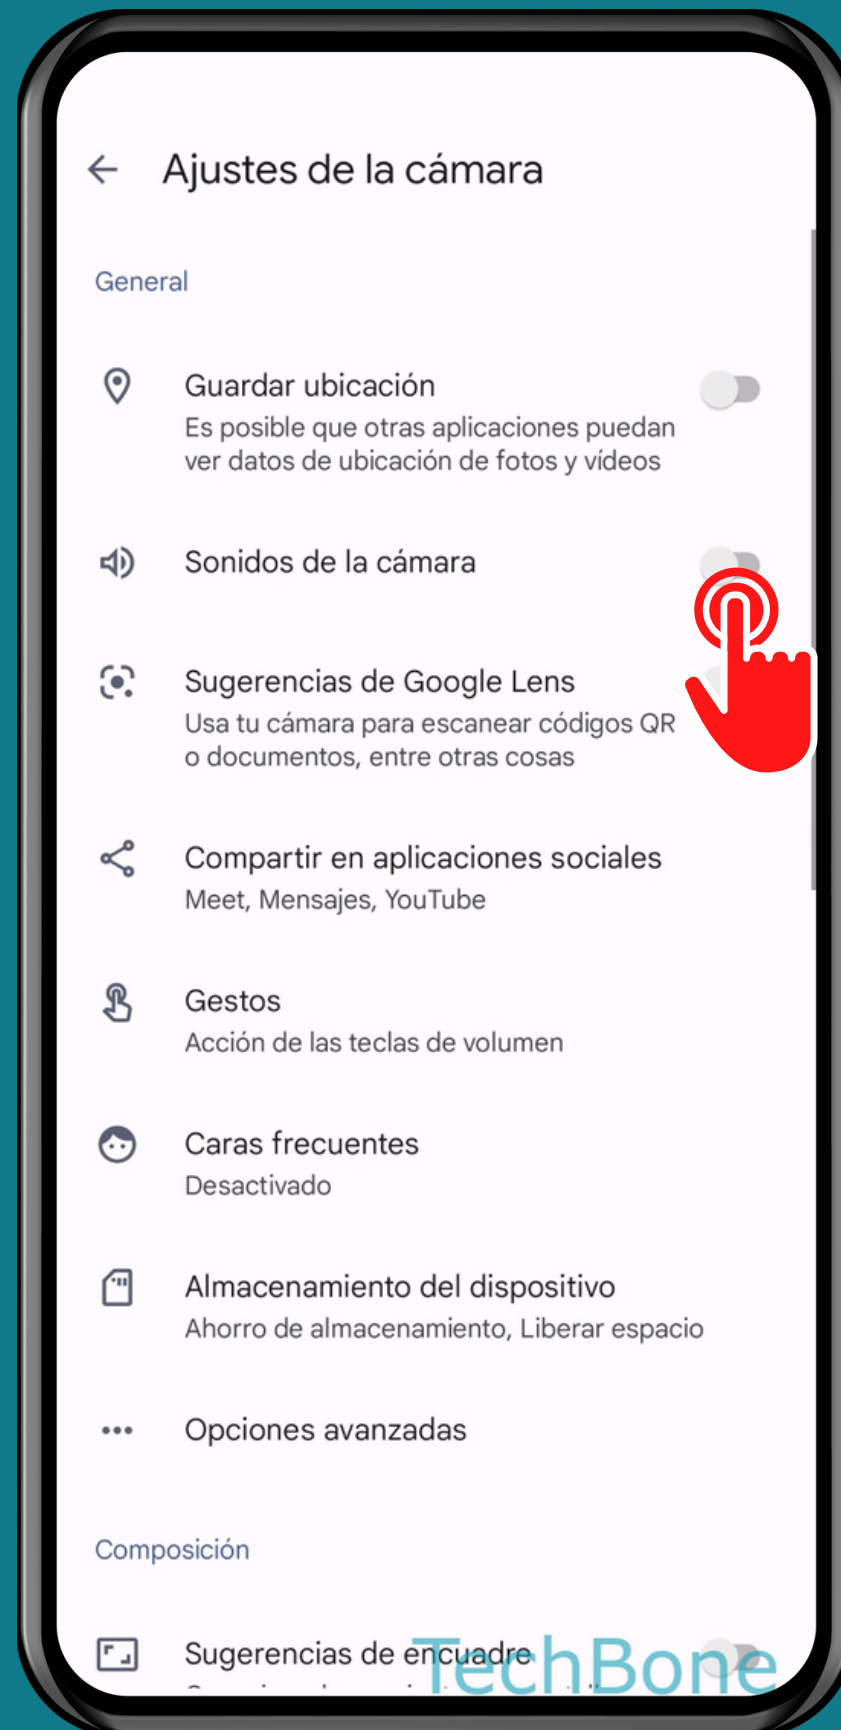 Ajustes de la cámara
General
Guardar ubicación
Es posible que otras aplicaciones puedan
ver datos de ubicación de fotos y vídeos
Sonidos de la cámara
Sugerencias de Google Lens
Usa tu cámara para escanear códigos QR
o documentos, entre otras cosas
Compartir en aplicaciones sociales
Meet, Mensajes, YouTube
Gestos
Acción de las teclas de volumen
Caras frecuentes
Desactivado
Almacenamiento del dispositivo
Ahorro de almacenamiento, Liberar espacio
Opciones avanzadas
Composición
Sugerencias de encuadre
TechBone